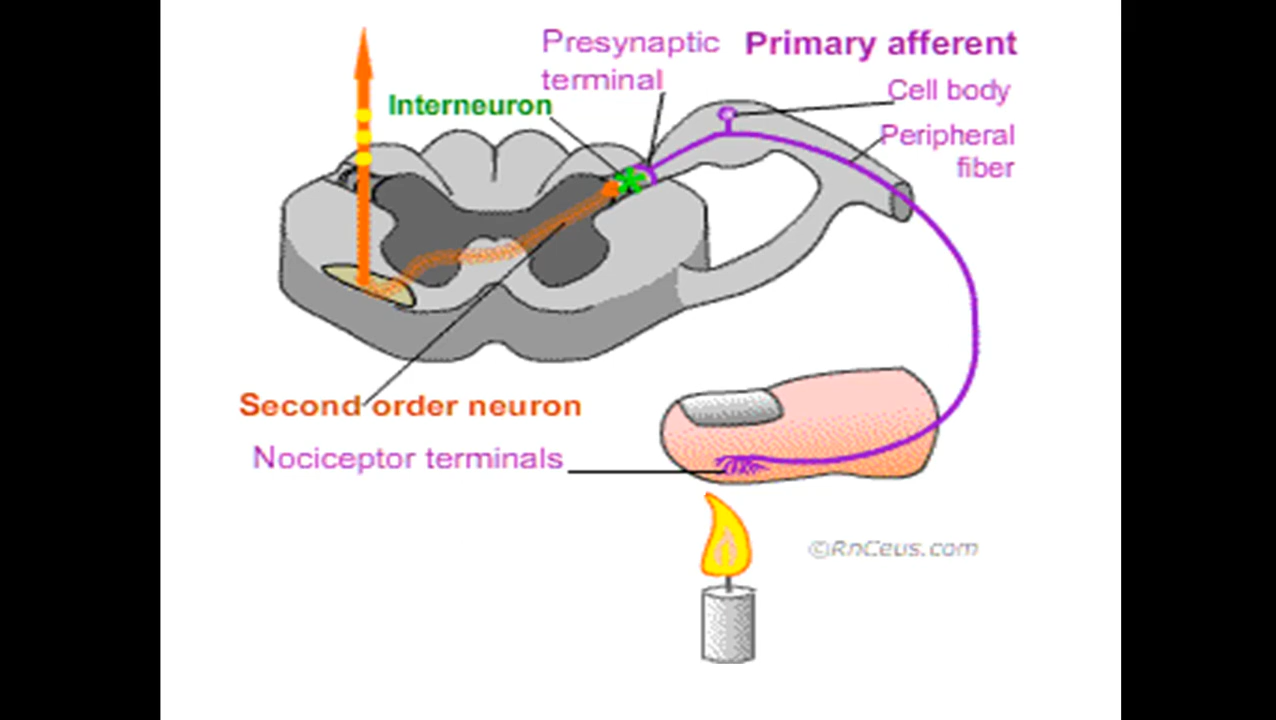 Presynaptic
terminal
Primary afferent
Interneuron
Cell body
Peripheral
fiber
Second order neuron
Nociceptor terminals
©RnCeus.com